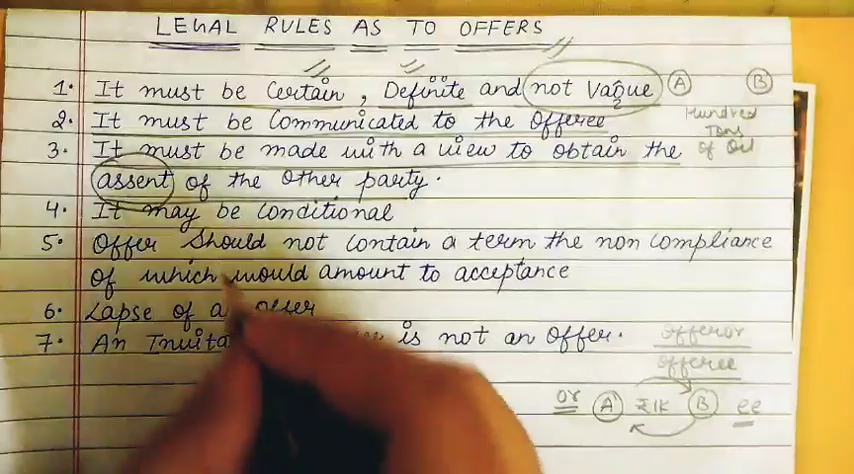 LEGAL RULES AS TO OFFERS
1. It must be Certain, Definite and not Vague A B
2. It must be Communicated to the Offeree Hundred
Tons
3. It must be made with a view to obtain the of Oil
assent of the Other party.
4. It may be Conditional
5. Offer Should not contain a term the non Compliance
of which would amount to acceptance
6. Lapse of a offer
7. An is not an Offer. Offeror
Offeree
or A ₹1K B ee